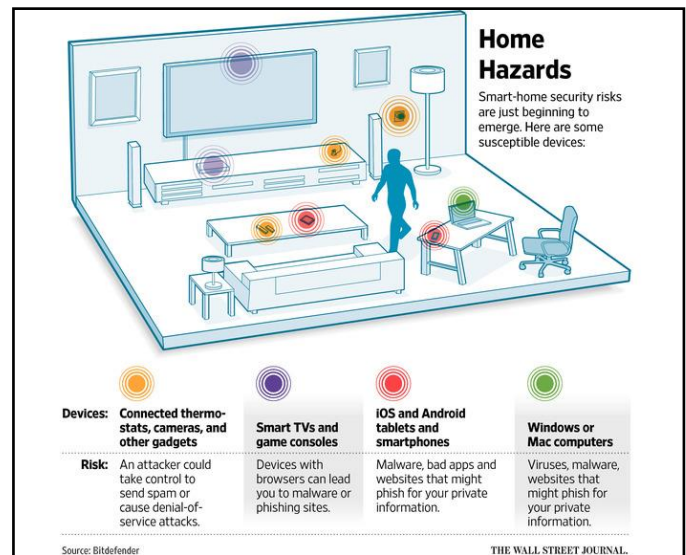 Home
Hazards
Smart-home security risks
are just beginning to
emerge. Here are some
susceptible devices:
Devices:
Connected thermo-
stats, cameras, and
other gadgets
Smart TVs and
game consoles
iOS and Android
tablets and
smartphones
Windows or
Mac computers
Risk:
An attacker could
take control to
send spam or
cause denial-of-
service attacks.
Devices with
browsers can lead
you to malware or
phishing sites.
Malware, bad apps and
websites that might
phish for your private
information.
Viruses, malware,
websites that
might phish for
your private
information.
Source: Bitdefender
THE WALL STREET JOURNAL.